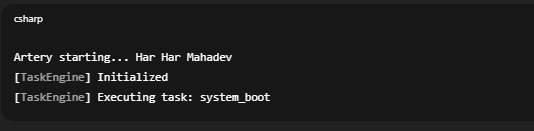 csharp
Artery starting... Har Har Mahadev
[TaskEngine] Initialized
[TaskEngine] Executing task: system_boot